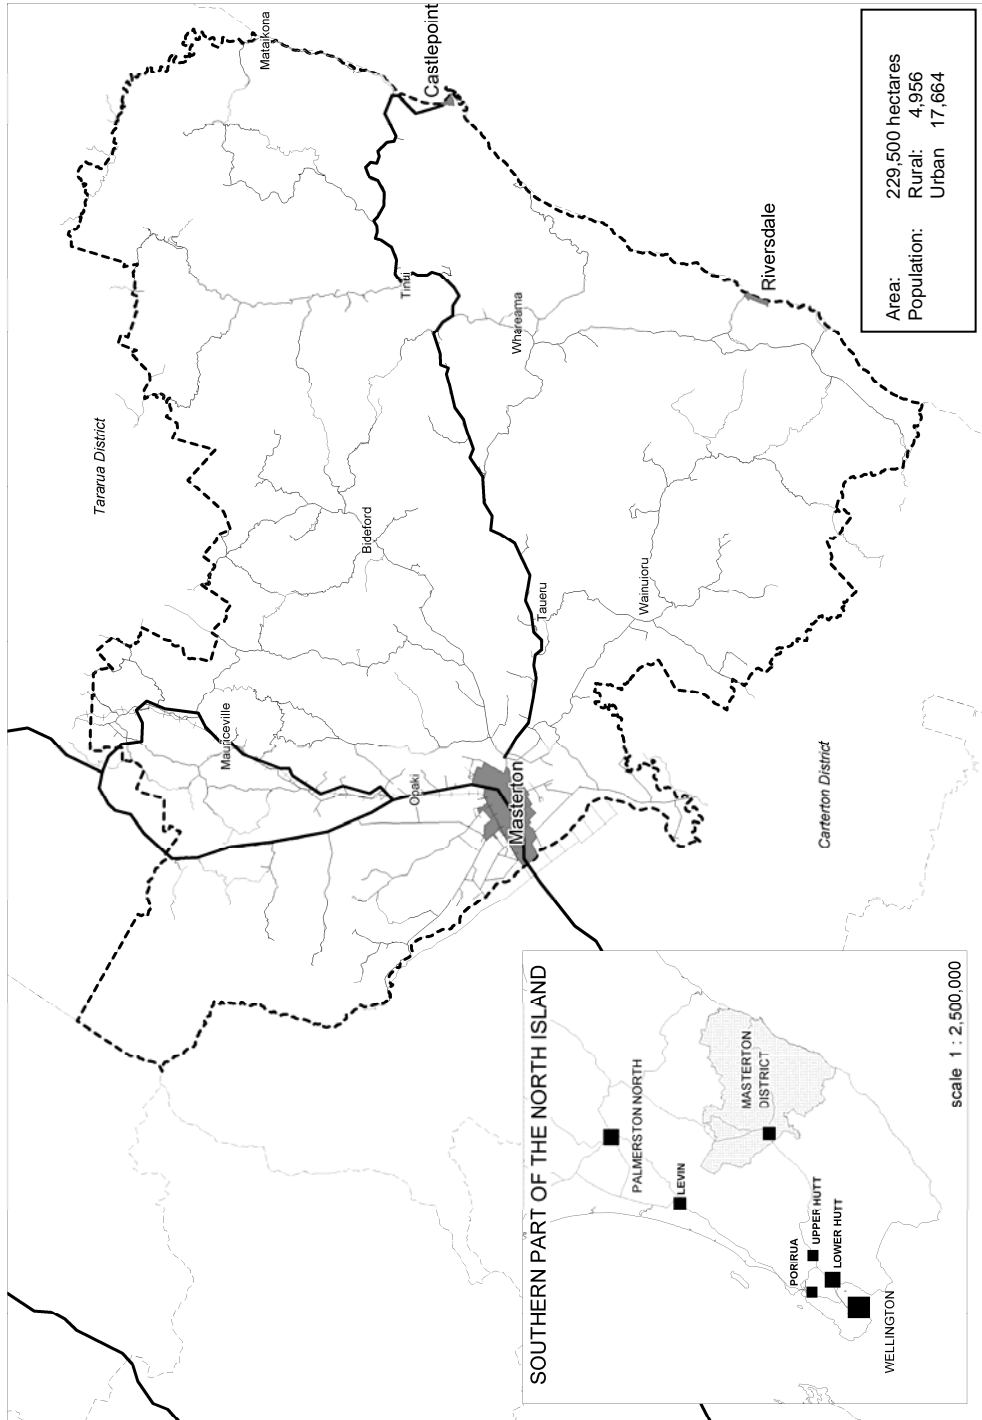 Tararua District
Mataikona
Castlepoint
Tinui
Whareama
Riversdale
Bideford
Taueru
Wainuioru
Mauriceville
Opaki
Masterton
Carterton District
Area: 229,500 hectares
Population: Rural: 4,956
Urban 17,664
SOUTHERN PART OF THE NORTH ISLAND
PALMERSTON NORTH
LEVIN
MASTERTON
DISTRICT
PORIRUA
UPPER HUTT
LOWER HUTT
WELLINGTON
scale 1 : 2,500,000